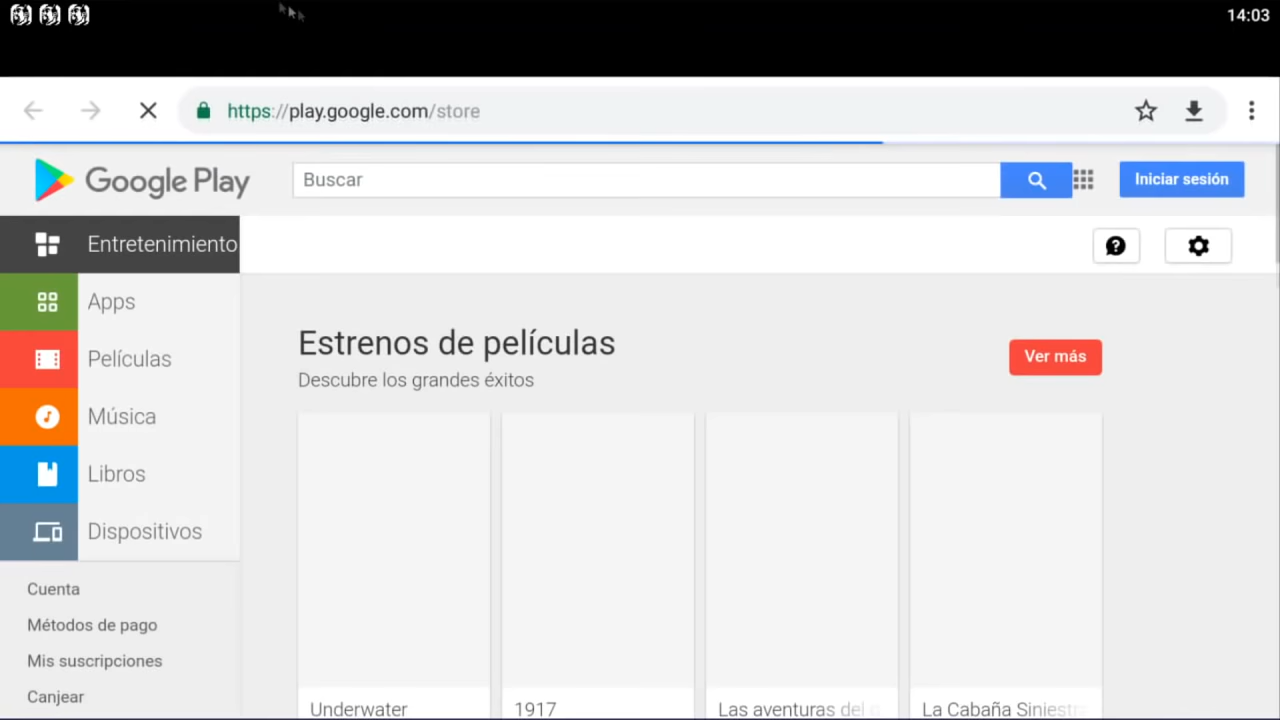 14:03
https://play.google.com/store
Google Play
Buscar
Iniciar sesión
Entretenimiento
Apps
Películas
Música
Libros
Dispositivos
Cuenta
Métodos de pago
Mis suscripciones
Canjear
Estrenos de películas
Descubre los grandes éxitos
Ver más
Underwater
1917
Las aventuras del
La Cabaña Siniestra